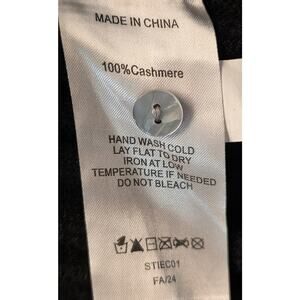 MADE IN CHINA
100%Cashmere
HAND WASH COLD
LAY FLAT TO DRY
IRON AT LOW
TEMPERATURE IF NEEDED
DO NOT BLEACH
STIEC01
FA/24